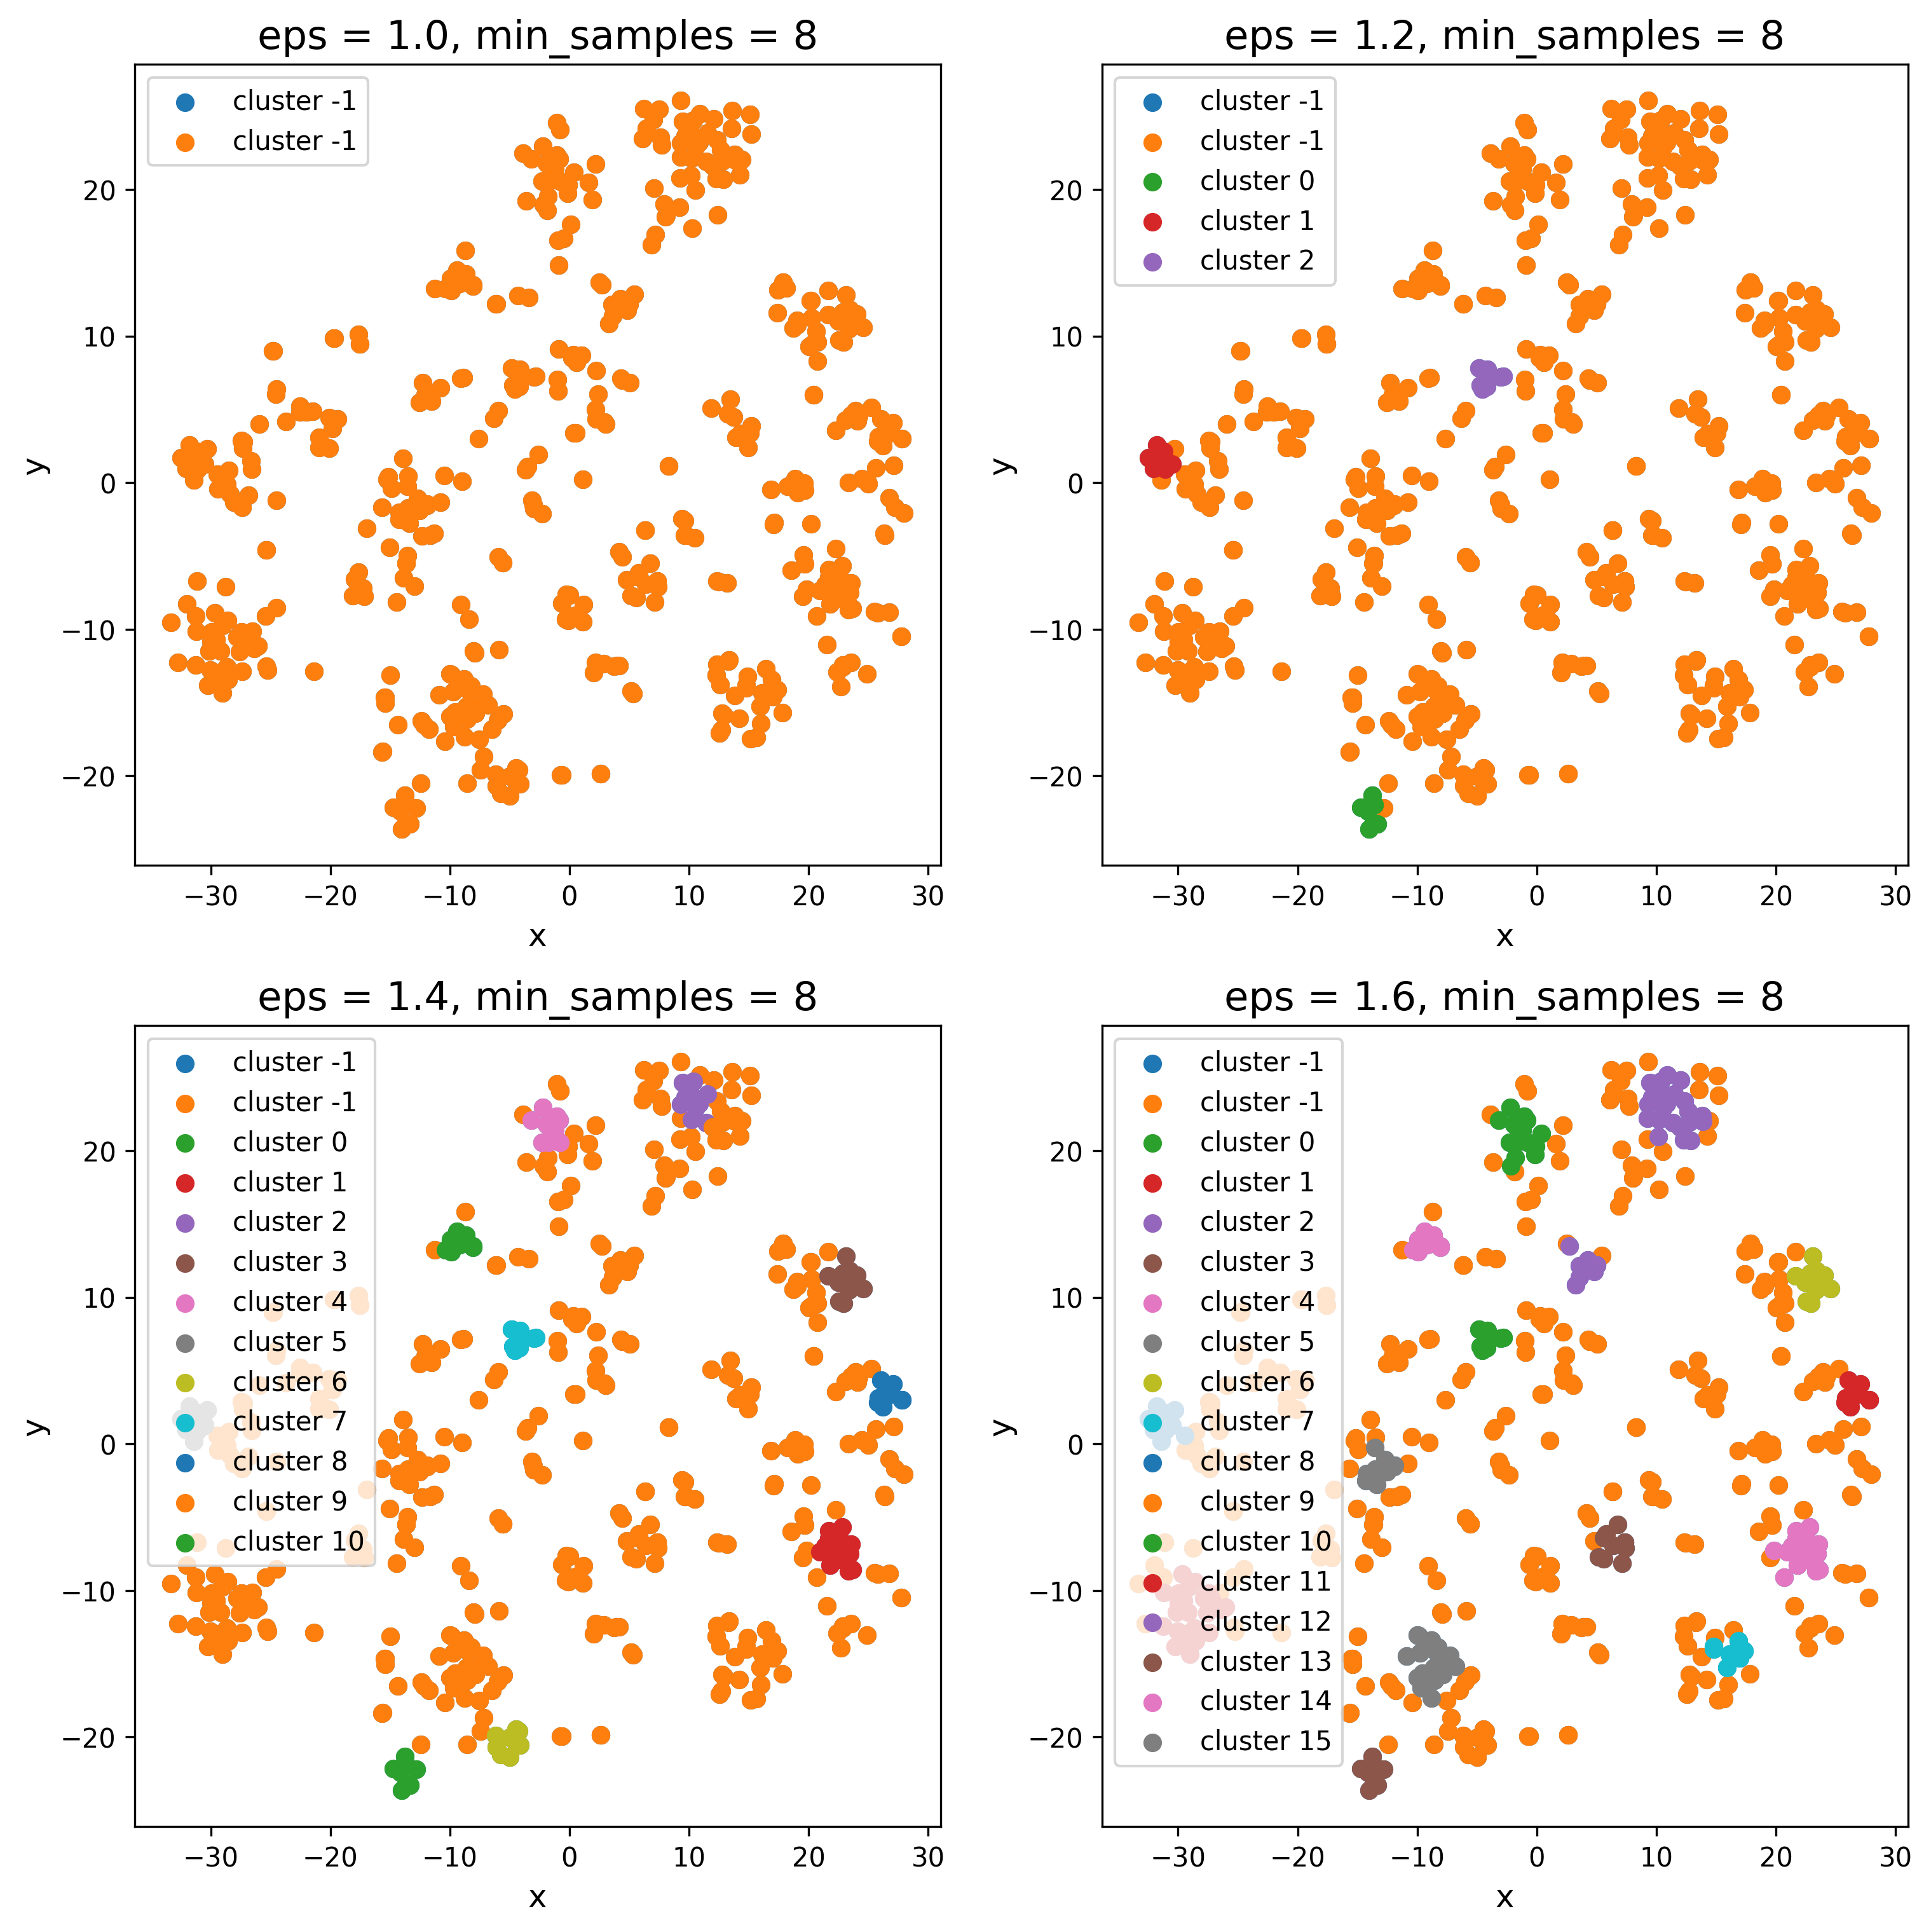 eps = 1.0, min_samples = 8
cluster -1
cluster -1
20
10
0
−10
−20
y
−30
−20
−10
0
10
20
30
x
eps = 1.2, min_samples = 8
cluster -1
cluster -1
cluster 0
cluster 1
cluster 2
20
10
0
−10
−20
y
−30
−20
−10
0
10
20
30
x
eps = 1.4, min_samples = 8
cluster -1
cluster -1
cluster 0
cluster 1
cluster 2
cluster 3
cluster 4
cluster 5
cluster 6
cluster 7
cluster 8
cluster 9
cluster 10
20
10
0
−10
−20
y
−30
−20
−10
0
10
20
30
x
eps = 1.6, min_samples = 8
cluster -1
cluster -1
cluster 0
cluster 1
cluster 2
cluster 3
cluster 4
cluster 5
cluster 6
cluster 7
cluster 8
cluster 9
cluster 10
cluster 11
cluster 12
cluster 13
cluster 14
cluster 15
20
10
0
−10
−20
y
−30
−20
−10
0
10
20
30
x